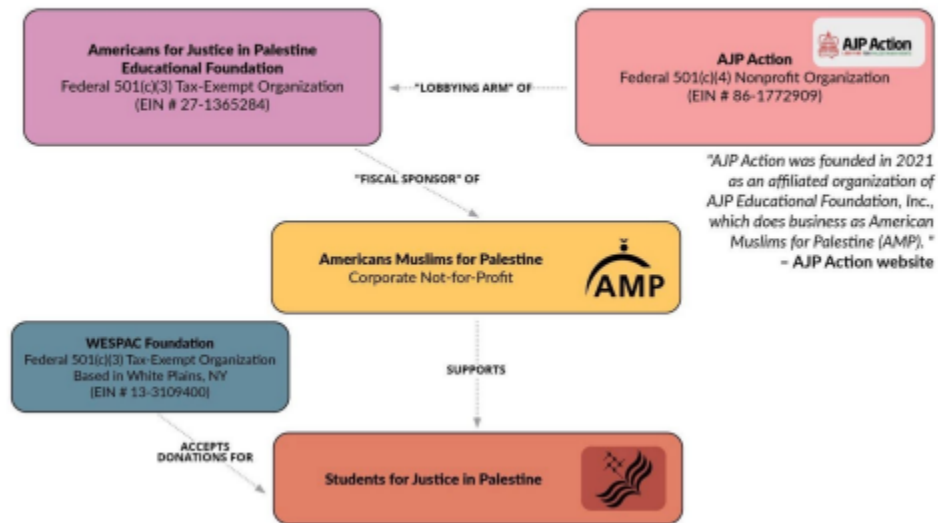 Americans for Justice in Palestine
Educational Foundation
Federal 501(c)(3) Tax-Exempt Organization
(EIN # 27-1365284)
"LOBBYING ARM" OF
AJP Action
AJP Action
Federal 501(c)(4) Nonprofit Organization
(EIN # 86-1772909)
"AJP Action was founded in 2021
as an affiliated organization of
AJP Educational Foundation, Inc.,
which does business as American
Muslims for Palestine (AMP). "
– AJP Action website
"FISCAL SPONSOR" OF
Americans Muslims for Palestine
Corporate Not-for-Profit
AMP
WESPAC Foundation
Federal 501(c)(3) Tax-Exempt Organization
Based in White Plains, NY
(EIN # 13-3109400)
SUPPORTS
ACCEPTS
DONATIONS FOR
Students for Justice in Palestine